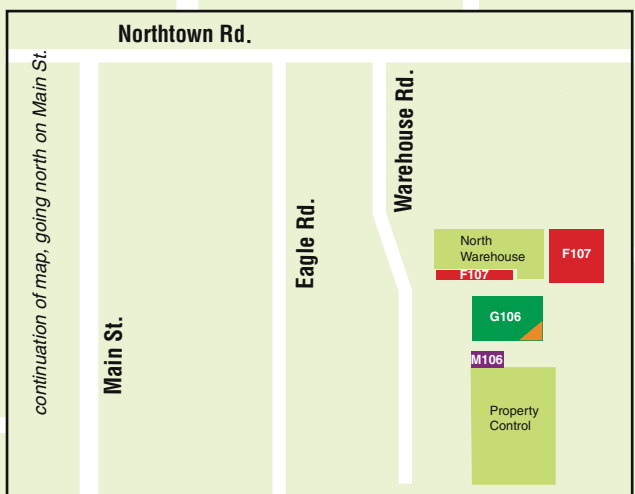 Northtown Rd.
continuation of map, going north on Main St.
Main St.
Eagle Rd.
Warehouse Rd.
North
Warehouse
F107
F107
G106
M106
Property
Control